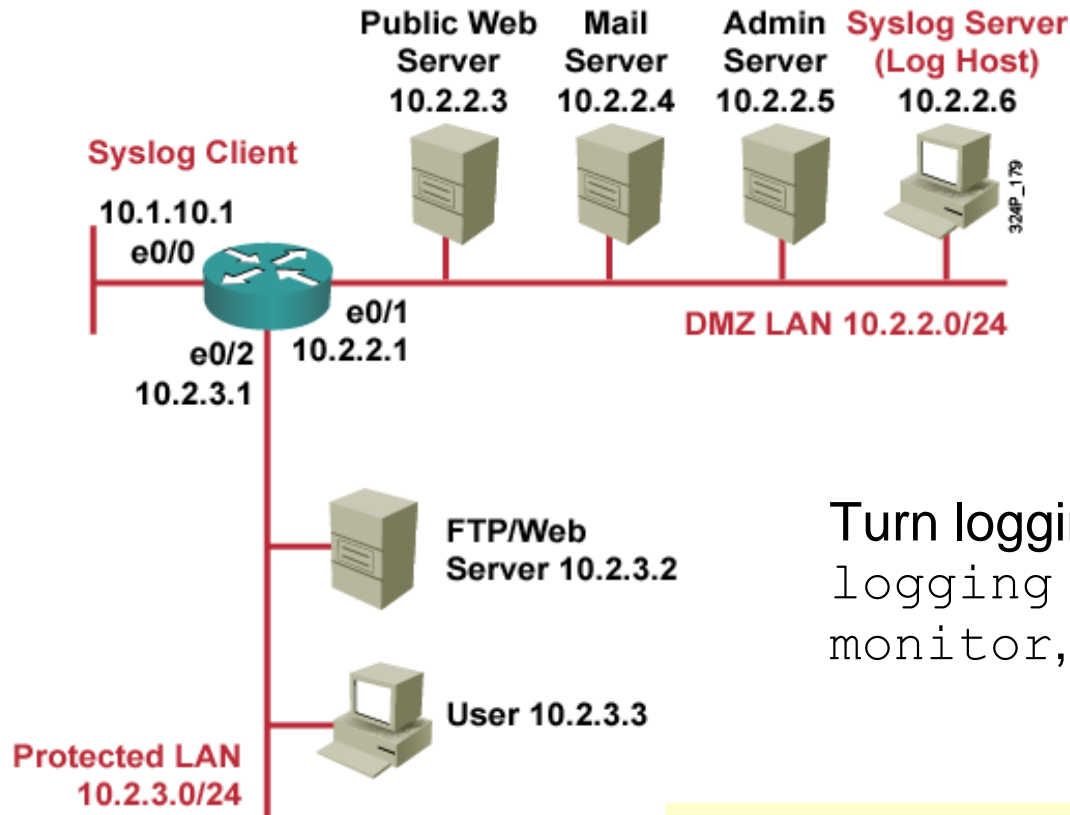 Public Web
Server
10.2.2.3
Mail
Server
10.2.2.4
Admin
Server
10.2.2.5
Syslog Server
(Log Host)
10.2.2.6
324P_179
Syslog Client
10.1.10.1
e0/0
e0/1
10.2.2.1
e0/2
10.2.3.1
DMZ LAN 10.2.2.0/24
FTP/Web
Server 10.2.3.2
User 10.2.3.3
Protected LAN
10.2.3.0/24
Turn
logging
monitor,